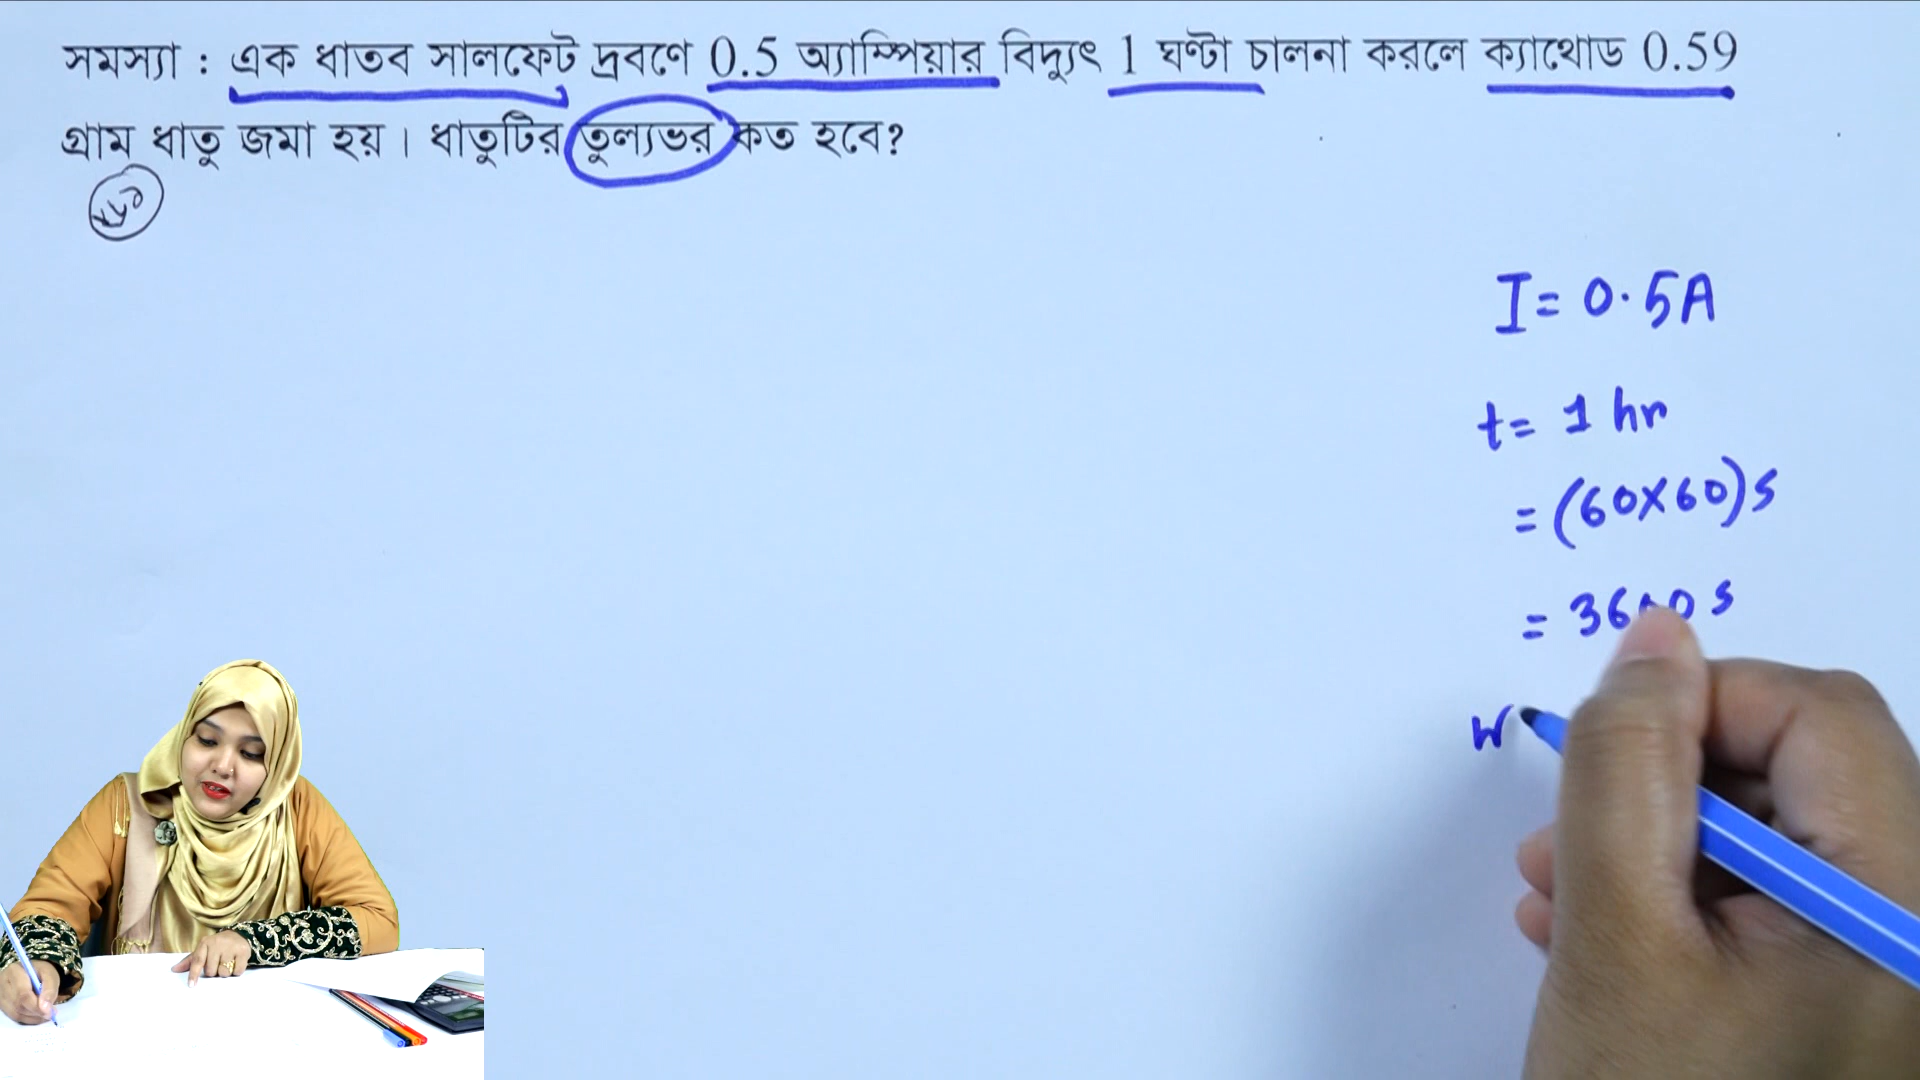 সমস্যা : এক ধাতব সালফেট দ্রবণে 0.5 অ্যাম্পিয়ার বিদ্যুৎ 1 ঘণ্টা চালনা করলে ক্যাথোড 0.59
গ্রাম ধাতু জমা হয়। ধাতুটির তুল্যভর কত হবে?
I = 0.5A
t = 1 hr
= (60×60)s
= 3600 s
W